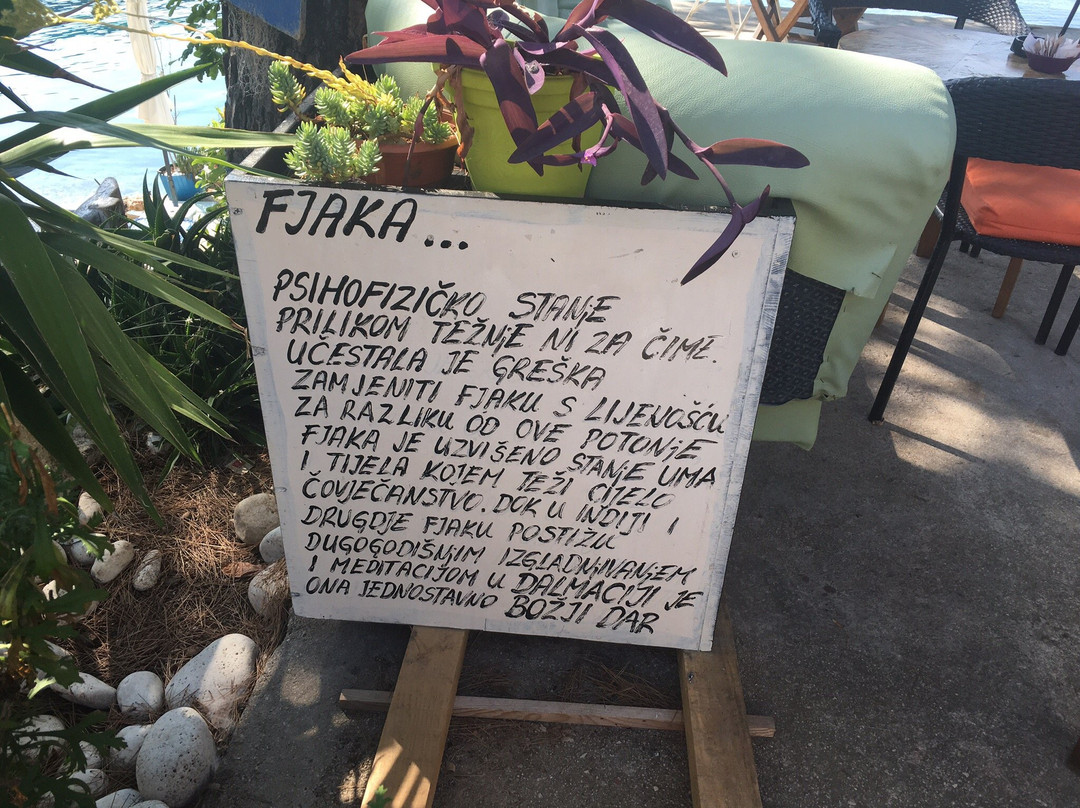 FJAKA...
PSIHOFIZIČKO STANJE
PRILIKOM TEŽNJE NI ZA ČIME.
UČESTALA JE GREŠKA
ZAMJENITI FJAKU S LIJENOŠĆU
ZA RAZLIKU OD OVE POTONJE
FJAKA JE UZVIŠENO STANJE UMA
I TIJELA KOJEM TEŽI CIJELO
ČOVJEČANSTVO. DOK U INDIJI I
DRUGDJE FJAKU POSTIŽU
DUGOGODIŠNJIM IZGLADNJIVANJEM
I MEDITACIJOM U DALMACIJI JE
ONA JEDNOSTAVNO BOŽJI DAR